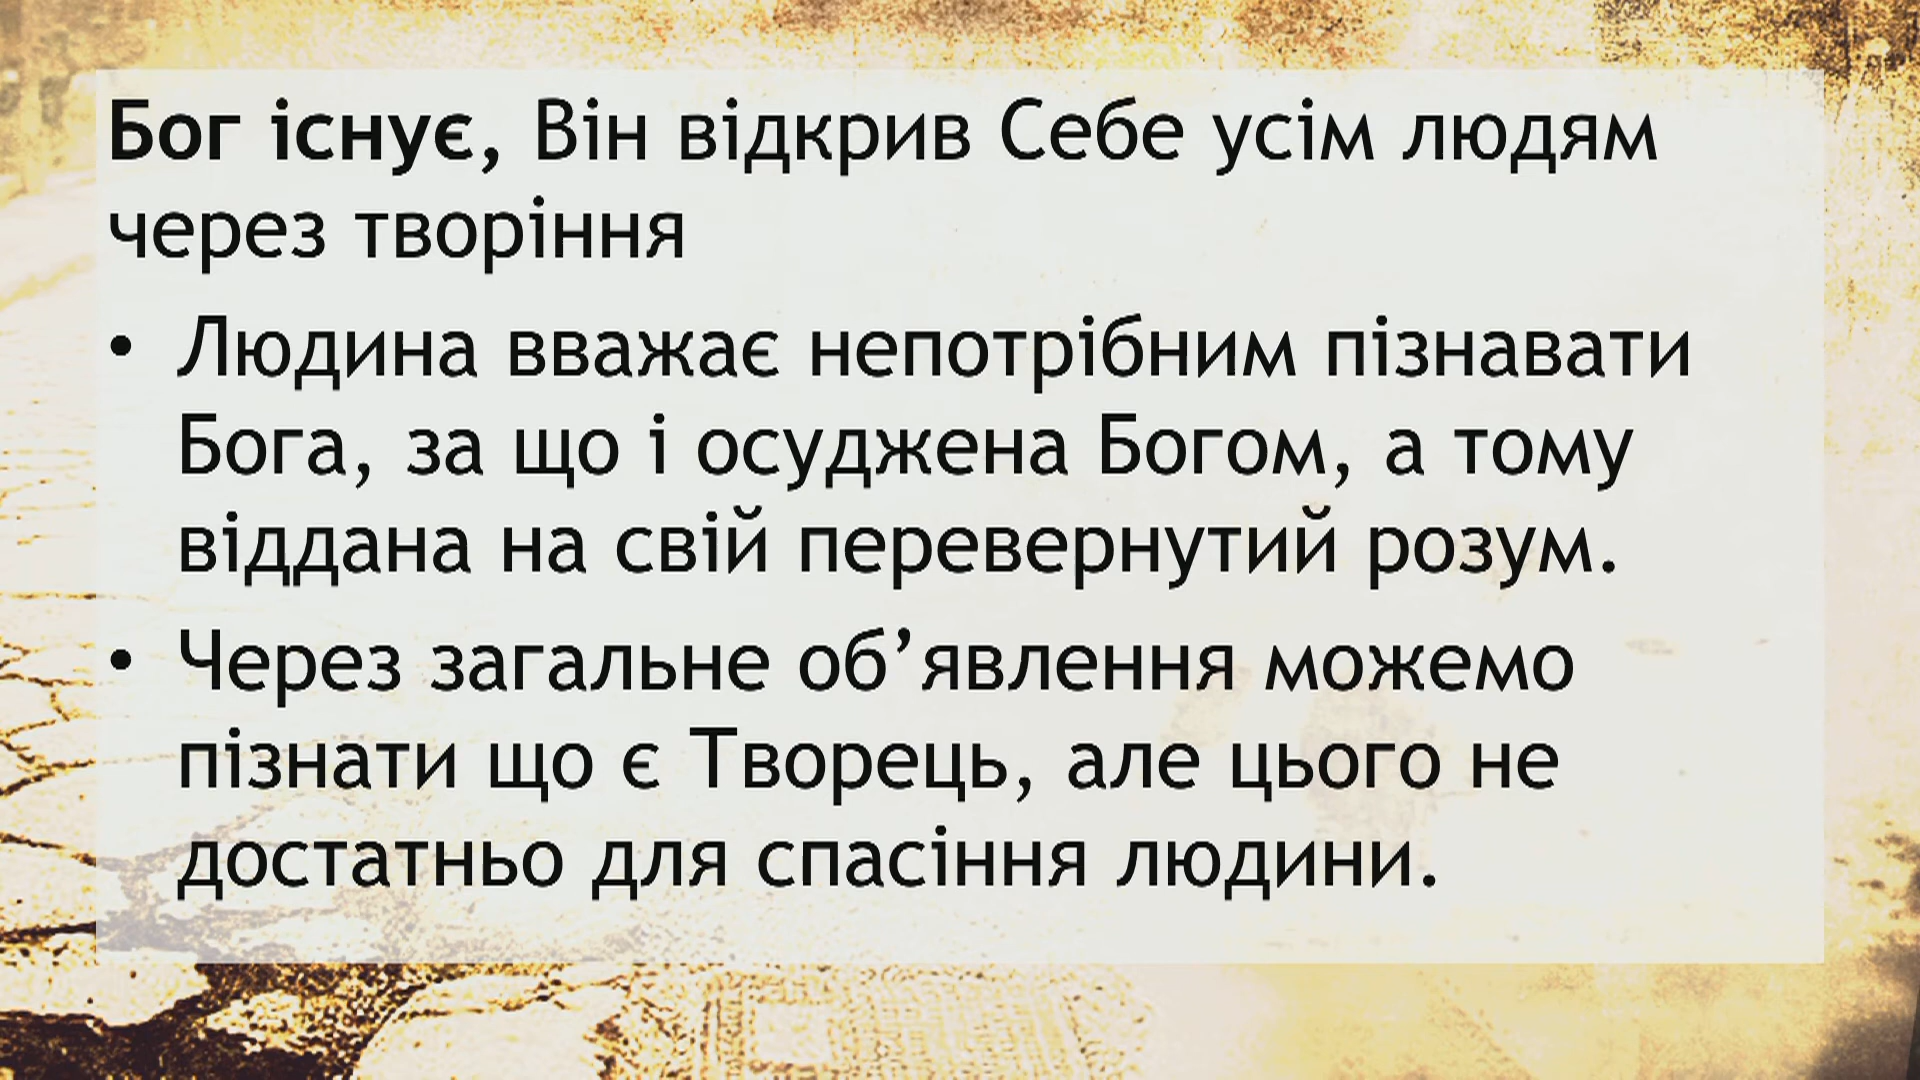 Бог існує, Він відкрив Себе усім людям
через творіння
• Людина вважає непотрібним пізнавати
Бога, за що і осуджена Богом, а тому
віддана на свій перевернутий розум.
• Через загальне об’явлення можемо
пізнати що є Творець, але цього не
достатньо для спасіння людини.